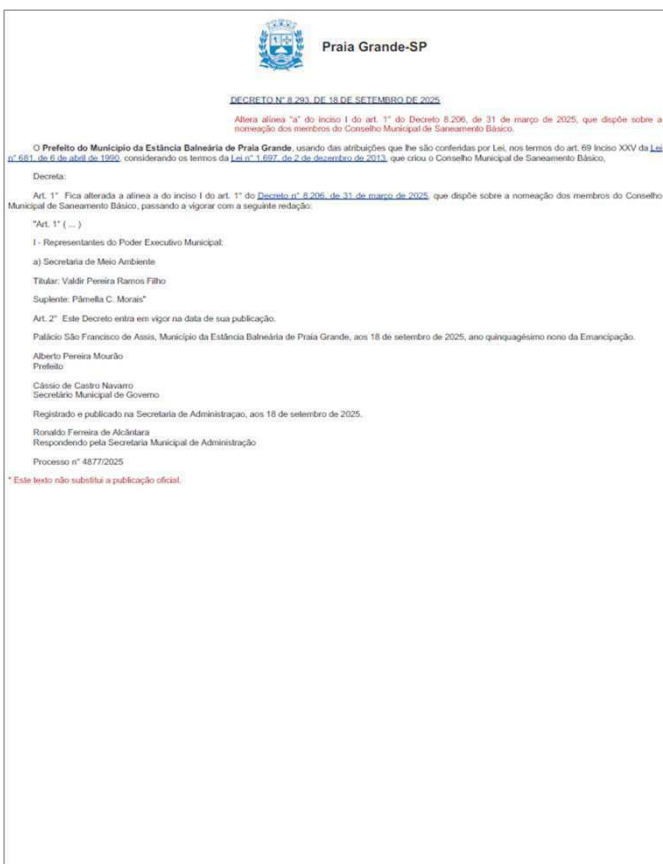 Praia Grande-SP
DECRETO N° 8.293, DE 18 DE SETEMBRO DE 2025
Altera alínea "a" do inciso I do art. 1° do Decreto 8.206, de 31 de março de 2025, que dispõe sobre a
nomeação dos membros do Conselho Municipal de Saneamento Básico.
O Prefeito do Município da Estância Balneária de Praia Grande, usando das atribuições que lhe são conferidas por Lei, nos termos do art. 69 Inciso XXV da Lei
n° 681, de 6 de abril de 1990, considerando os termos da Lei n° 1.697, de 2 de dezembro de 2013, que criou o Conselho Municipal de Saneamento Básico,
Decreta:
Art. 1° Fica alterada a alínea a do inciso I do art. 1° do Decreto n° 8.206, de 31 de março de 2025, que dispõe sobre a nomeação dos membros do Conselho
Municipal de Saneamento Básico, passando a vigorar com a seguinte redação:
"Art. 1° ( ... )
I - Representantes do Poder Executivo Municipal:
a) Secretaria de Meio Ambiente
Titular: Valdir Pereira Ramos Filho
Suplente: Pâmella C. Morais"
Art. 2° Este Decreto entra em vigor na data de sua publicação.
Palácio São Francisco de Assis, Município da Estância Balneária de Praia Grande, aos 18 de setembro de 2025, ano quinquagésimo nono da Emancipação.
Alberto Pereira Mourão
Prefeito
Cássio de Castro Navarro
Secretário Municipal de Governo
Registrado e publicado na Secretaria de Administraçao, aos 18 de setembro de 2025.
Ronaldo Ferreira de Alcântara
Respondendo pela Secretaria Municipal de Administração
Processo n° 4877/2025
* Este texto não substitui a publicação oficial.